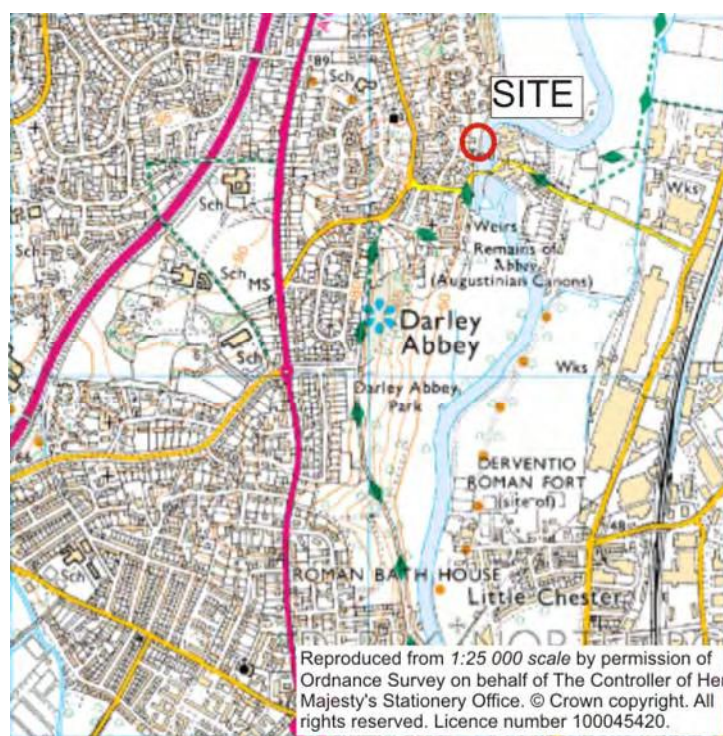 SITE
89
Sch
Sch
Sch
Sch
MS
Sch
Weirs
Remains of
Abbey
(Augustinian Canons)
Wks
Darley
Abbey
Darley Abbey
Park
Wks
DERVENTIO
ROMAN FORT
(site of)
48
ROMAN BATH HOUSE
Little Chester
Sch
Reproduced from 1:25 000 scale by permission of
Ordnance Survey on behalf of The Controller of Her
Majesty's Stationery Office. © Crown copyright. All
rights reserved. Licence number 100045420.